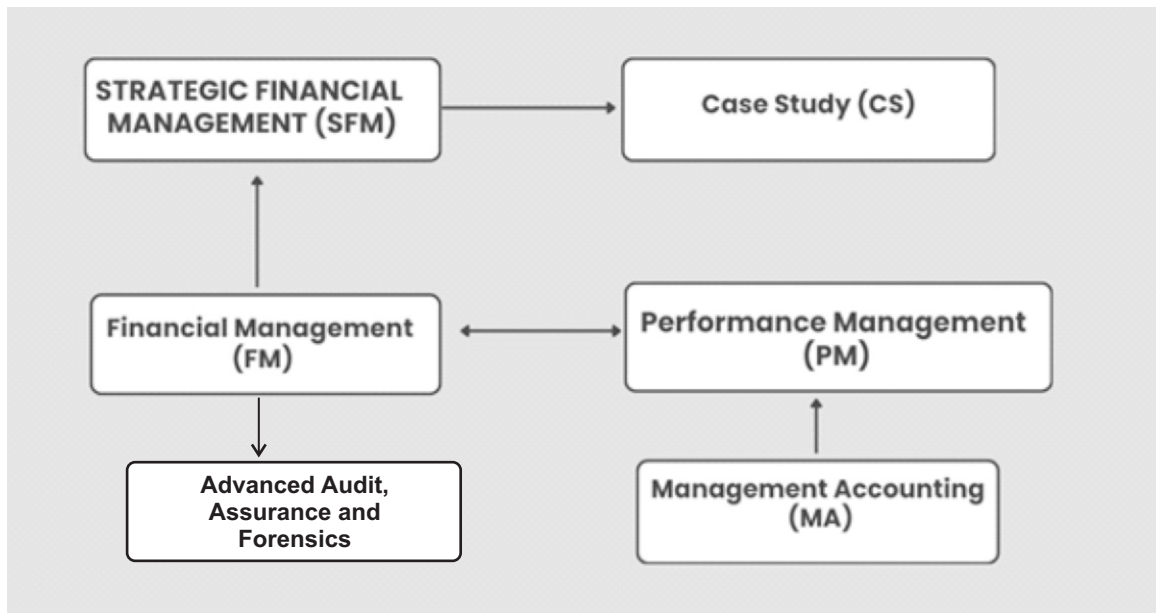 STRATEGIC FINANCIAL
MANAGEMENT (SFM)
Case Study (CS)
Financial Management
(FM)
Performance Management
(PM)
Advanced Audit,
Assurance and
Forensics
Management Accounting
(MA)